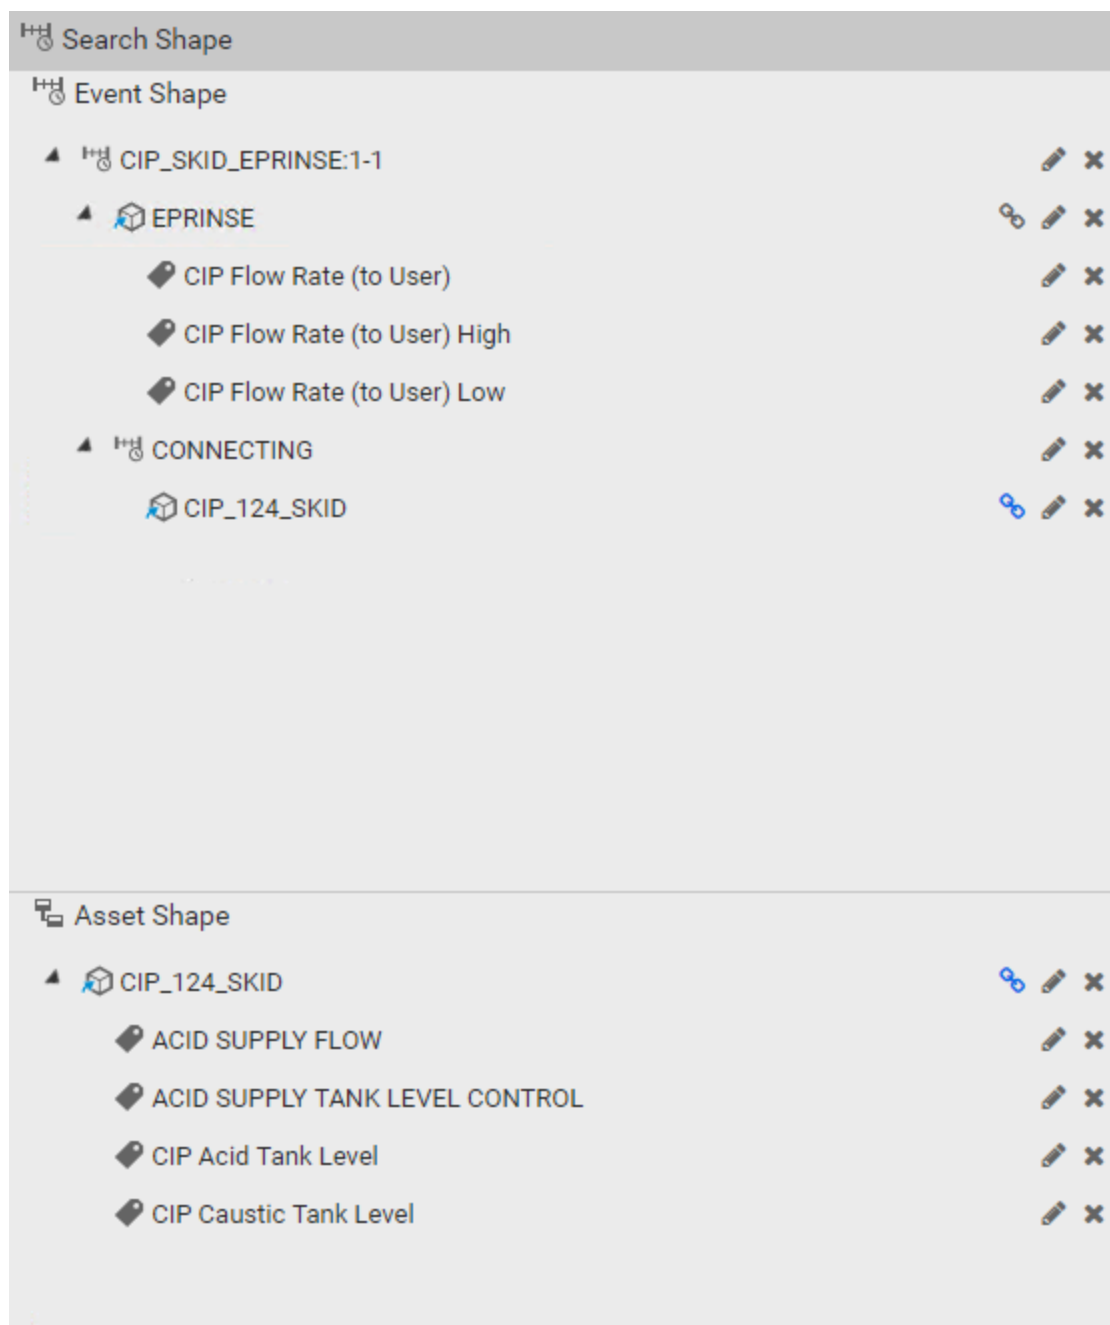 Search Shape
Event Shape
CIP_SKID_EPRINSE:1-1
EPRINSE
CIP Flow Rate (to User)
CIP Flow Rate (to User) High
CIP Flow Rate (to User) Low
CONNECTING
CIP_124_SKID
Asset Shape
CIP_124_SKID
ACID SUPPLY FLOW
ACID SUPPLY TANK LEVEL CONTROL
CIP Acid Tank Level
CIP Caustic Tank Level